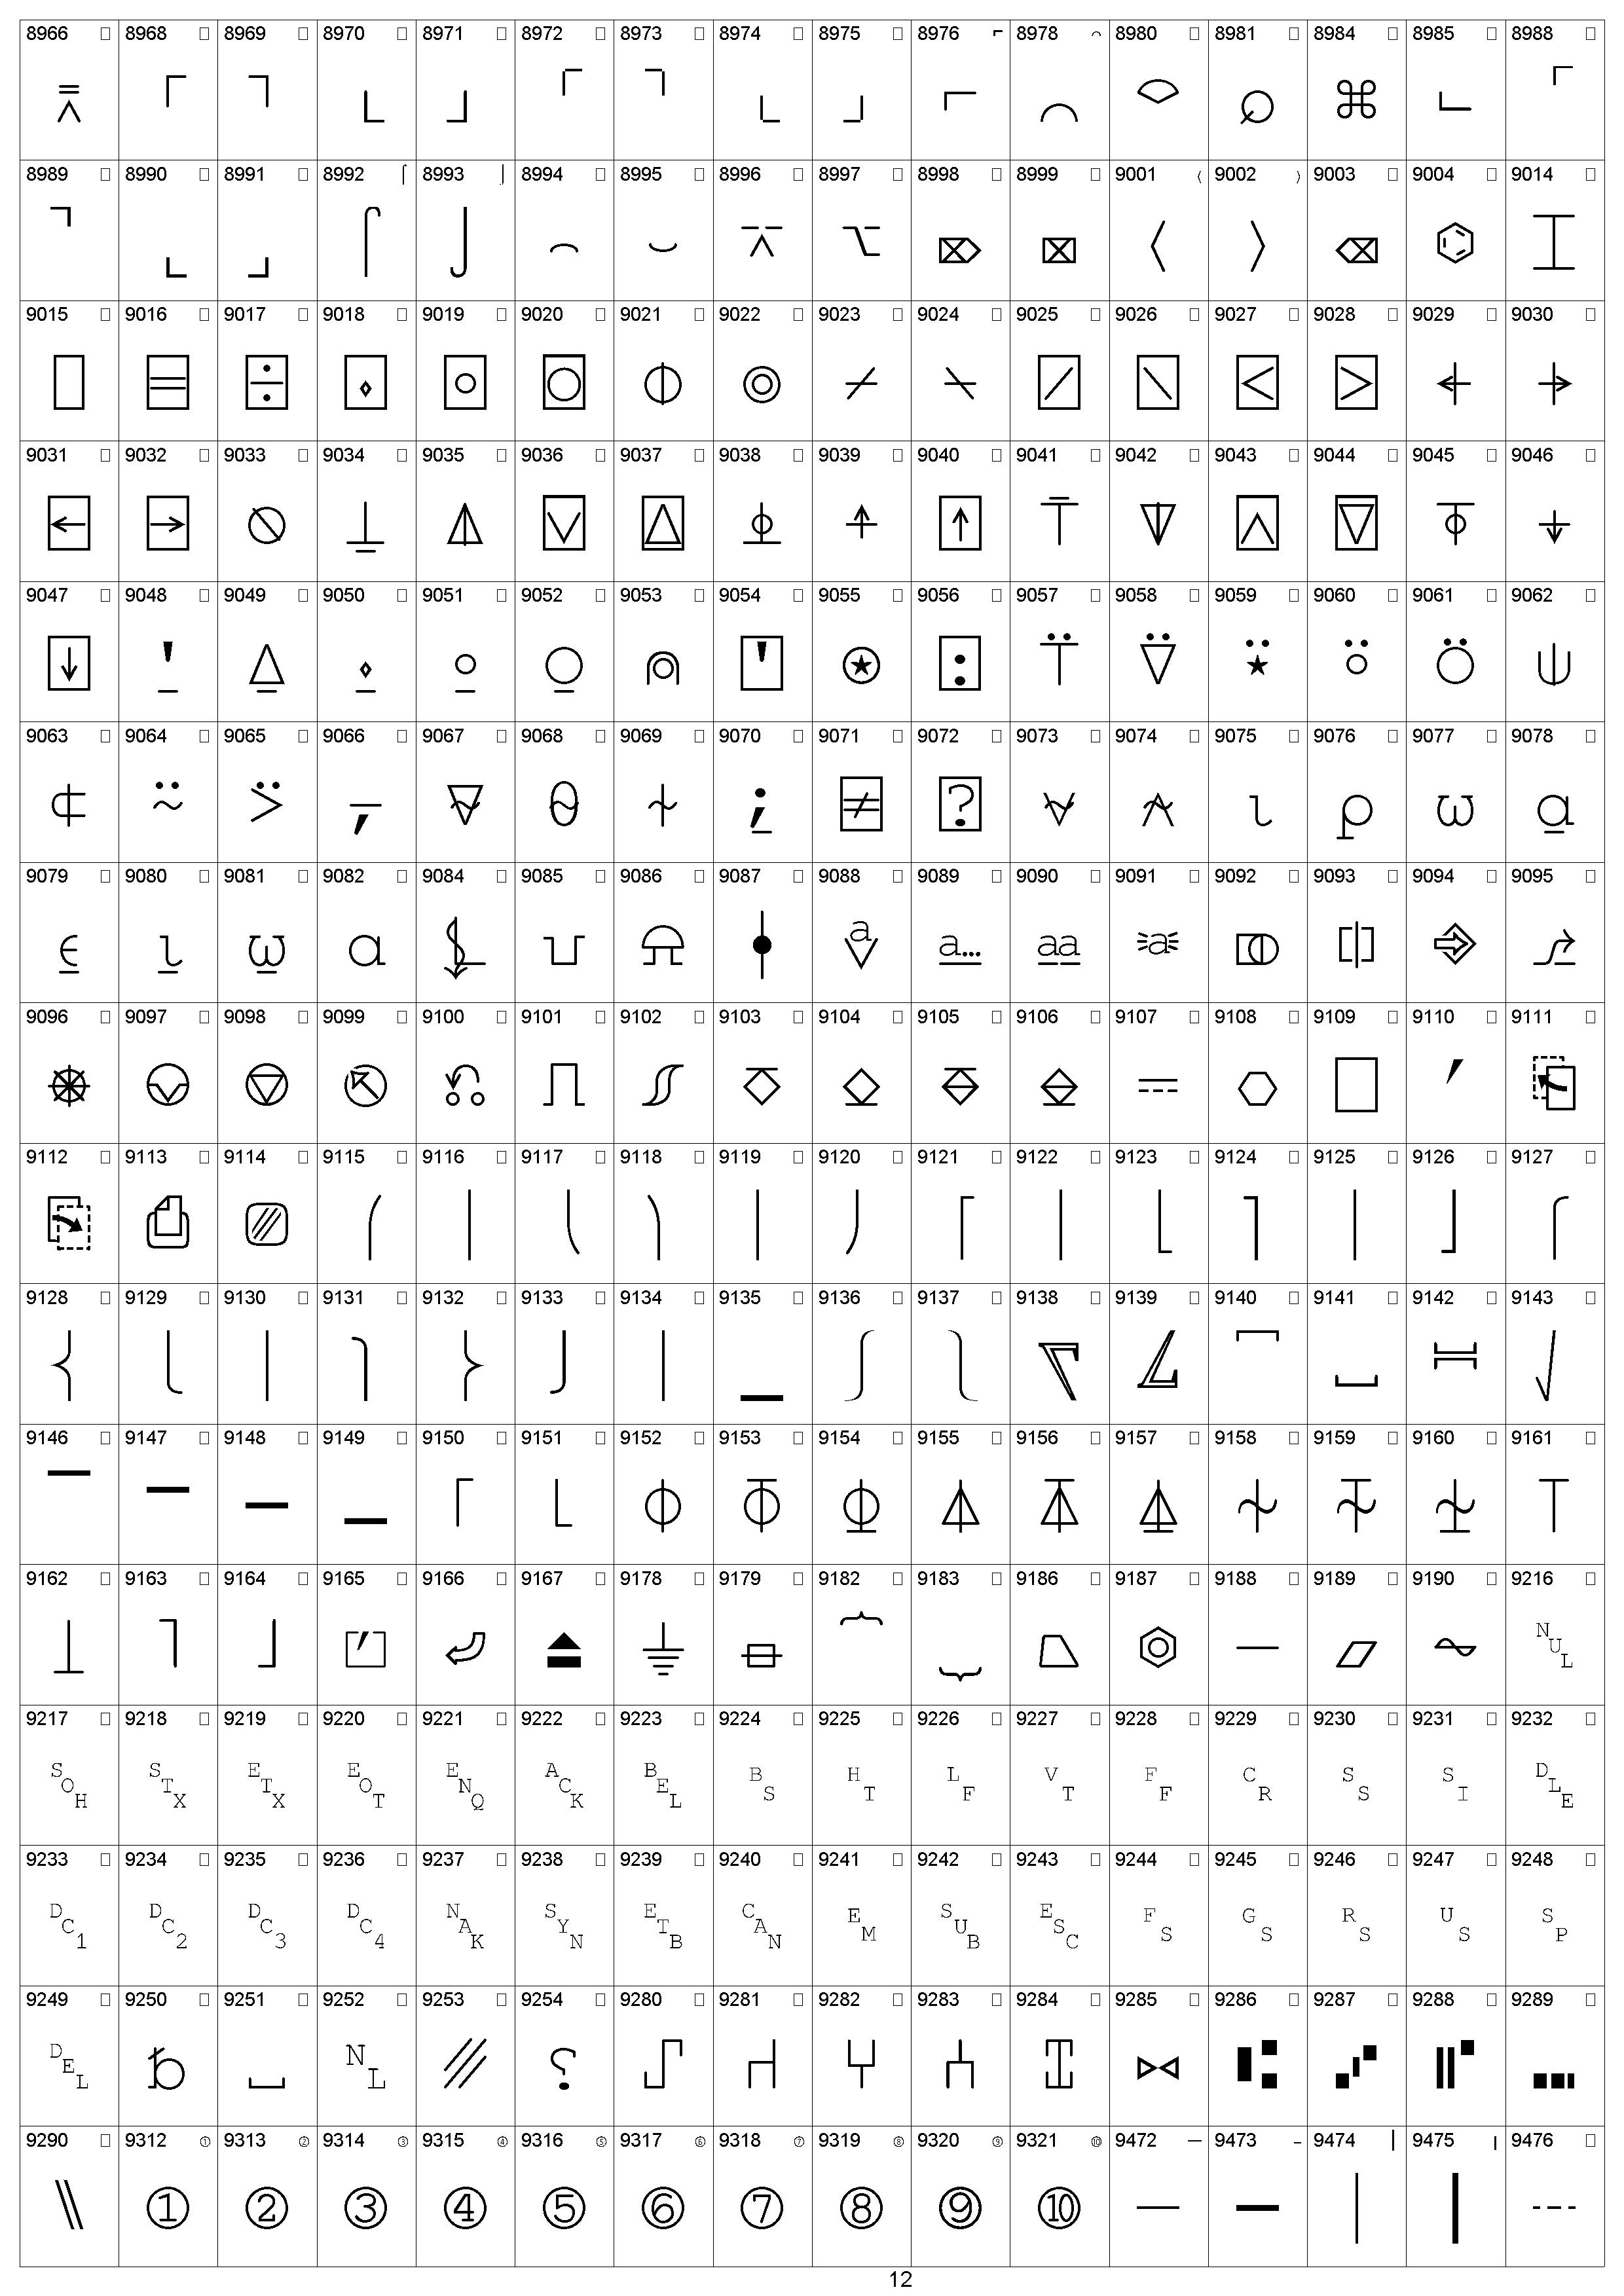 8966 8968 8969 8970 8971 8972 8973 8974 8975 8976 ⌐ 8978 ⌒ 8980 8981 8984 8985 8988
⌆ ⌈ ⌉ ⌊ ⌋ ⌌ ⌍ ⌎ ⌏ ⌐ ⌒ ⌔ ⌕ ⌘ ⌙ ⌜
8989 8990 8991 8992 ⌠ 8993 ⌡ 8994 8995 8996 8997 8998 8999 9001 〈 9002 〉 9003 9004 9014
⌝ ⌞ ⌟ ⌠ ⌡ ⌢ ⌣ ⌤ ⌥ ⌦ ⌧ 〈 〉 ⌫ ⌬ ⌶
9015 9016 9017 9018 9019 9020 9021 9022 9023 9024 9025 9026 9027 9028 9029 9030
⌷ ⌸ ⌹ ⌺ ⌻ ⌼ ⌽ ⌾ ⌿ ⍀ ⍁ ⍂ ⍃ ⍄ ⍅ ⍆
9031 9032 9033 9034 9035 9036 9037 9038 9039 9040 9041 9042 9043 9044 9045 9046
⍇ ⍈ ⍉ ⍊ ⍋ ⍌ ⍍ ⍎ ⍏ ⍐ ⍑ ⍒ ⍓ ⍔ ⍕ ⍖
9047 9048 9049 9050 9051 9052 9053 9054 9055 9056 9057 9058 9059 9060 9061 9062
⍗ ⍘ ⍙ ⍚ ⍛ ⍜ ⍝ ⍞ ⍟ ⍠ ⍡ ⍢ ⍣ ⍤ ⍥ ⍦
9063 9064 9065 9066 9067 9068 9069 9070 9071 9072 9073 9074 9075 9076 9077 9078
⍧ ⍨ ⍩ ⍪ ⍫ ⍬ ⍭ ⍮ ⍯ ⍰ ⍱ ⍲ ⍳ ⍴ ⍵ ⍶
9079 9080 9081 9082 9084 9085 9086 9087 9088 9089 9090 9091 9092 9093 9094 9095
⍷ ⍸ ⍹ ⍺ ⍼ ⍽ ⍾ ⍿ ⎀ ⎁ ⎂ ⎃ ⎄ ⎅ ⎆ ⎇
9096 9097 9098 9099 9100 9101 9102 9103 9104 9105 9106 9107 9108 9109 9110 9111
⎈ ⎉ ⎊ ⎋ ⎌ ⎍ ⎎ ⎏ ⎐ ⎑ ⎒ ⎓ ⎔ ⎕ ⎖ ⎗
9112 9113 9114 9115 9116 9117 9118 9119 9120 9121 9122 9123 9124 9125 9126 9127
⎘ ⎙ ⎚ ⎛ ⎜ ⎝ ⎞ ⎟ ⎠ ⎡ ⎢ ⎣ ⎤ ⎥ ⎦ ⎧
9128 9129 9130 9131 9132 9133 9134 9135 9136 9137 9138 9139 9140 9141 9142 9143
⎨ ⎩ ⎪ ⎫ ⎬ ⎭ ⎮ ⎯ ⎰ ⎱ ⎲ ⎳ ⎴ ⎵ ⎶ ⎷
9146 9147 9148 9149 9150 9151 9152 9153 9154 9155 9156 9157 9158 9159 9160 9161
⎺ ⎻ ⎼ ⎽ ⎾ ⎿ ⏀ ⏁ ⏂ ⏃ ⏄ ⏅ ⏆ ⏇ ⏈ ⏉
9162 9163 9164 9165 9166 9167 9178 9179 9182 9183 9186 9187 9188 9189 9190 9216
⏊ ⏋ ⏌ ⏍ ⏎ ⏏ ⏚ ⏛ ⏞ ⏟ ⏢ ⏣ ⏤ ⏥ ⏦ NUL
9217 9218 9219 9220 9221 9222 9223 9224 9225 9226 9227 9228 9229 9230 9231 9232
SOH STX ETX EOT ENQ ACK BEL BS HT LF VT FF CR SS SI DLE
9233 9234 9235 9236 9237 9238 9239 9240 9241 9242 9243 9244 9245 9246 9247 9248
DC1 DC2 DC3 DC4 NAK SYN ETB CAN EM SUB ESC FS GS RS US SP
9249 9250 9251 9252 9253 9254 9280 9281 9282 9283 9284 9285 9286 9287 9288 9289
DEL ␢ ␣ NL ␥ ␦ ⑀ ⑁ ⑂ ⑃ ⑄ ⑅ ⑆ ⑇ ⑈ ⑉
9290 9312 ① 9313 ② 9314 ③ 9315 ④ 9316 ⑤ 9317 ⑥ 9318 ⑦ 9319 ⑧ 9320 ⑨ 9321 ⑩ 9472 ─ 9473 ━ 9474 │ 9475 ┃ 9476
⑊ ① ② ③ ④ ⑤ ⑥ ⑦ ⑧ ⑨ ⑩ ─ ━ │ ┃ ┄
12